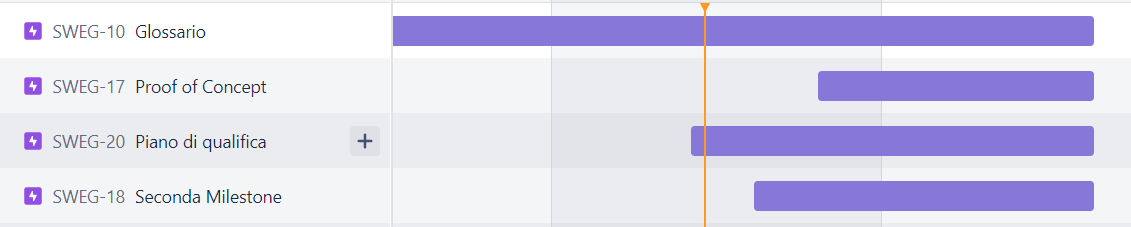 SWEG-10 Glossario
SWEG-17 Proof of Concept
SWEG-20 Piano di qualifica
SWEG-18 Seconda Milestone